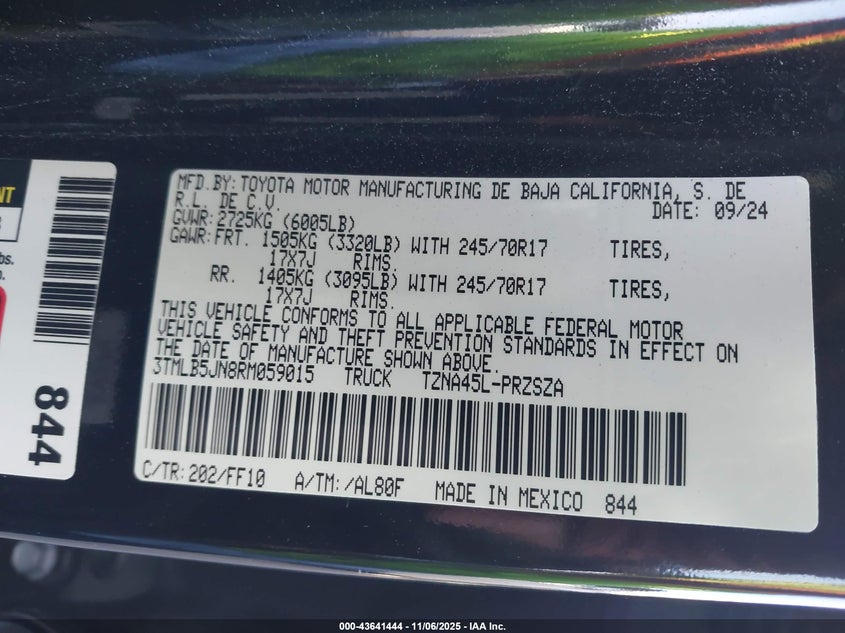 NT
lbs.
844
MFD.BY: TOYOTA MOTOR MANUFACTURING DE BAJA CALIFORNIA, S. DE
R.L. DE C.V. DATE: 09/24
GVWR: 2725KG (6005LB)
GAWR: FRT. 1505KG (3320LB) WITH 245/70R17 TIRES,
17X7J RIMS.
RR. 1405KG (3095LB) WITH 245/70R17 TIRES,
17X7J RIMS.
THIS VEHICLE CONFORMS TO ALL APPLICABLE FEDERAL MOTOR
VEHICLE SAFETY AND THEFT PREVENTION STANDARDS IN EFFECT ON
THE DATE OF MANUFACTURE SHOWN ABOVE.
3TMLB5JN8RM059015 TRUCK TZNA45L-PRZSZA
C/TR: 202/FF10 A/TM: /AL80F MADE IN MEXICO 844
000-43641444 — 11/06/2025 — IAA Inc.